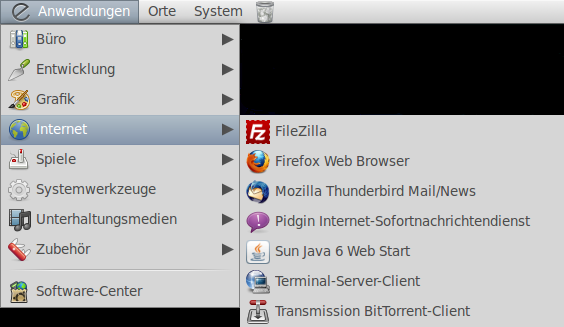 Anwendungen Orte System
Büro
Entwicklung
Grafik
Internet
Spiele
Systemwerkzeuge
Unterhaltungsmedien
Zubehör
Software-Center
FileZilla
Firefox Web Browser
Mozilla Thunderbird Mail/News
Pidgin Internet-Sofortnachrichtendienst
Sun Java 6 Web Start
Terminal-Server-Client
Transmission BitTorrent-Client